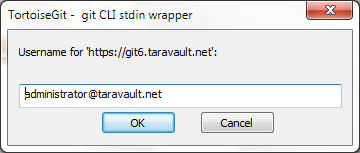 TortoiseGit - git CLI stdin wrapper
Username for 'https://git6.taravault.net':
administrator@taravault.net
OK
Cancel